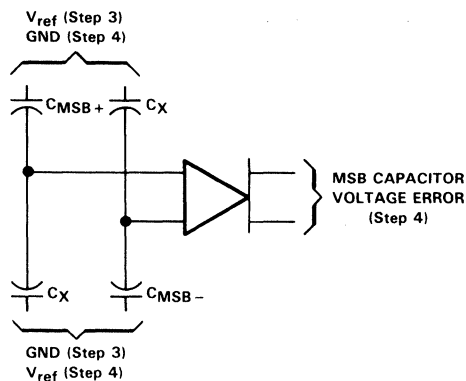 Vref (Step 3)
GND (Step 4)
CMSB+ CX
MSB CAPACITOR
VOLTAGE ERROR
(Step 4)
CX CMSB−
GND (Step 3)
Vref (Step 4)